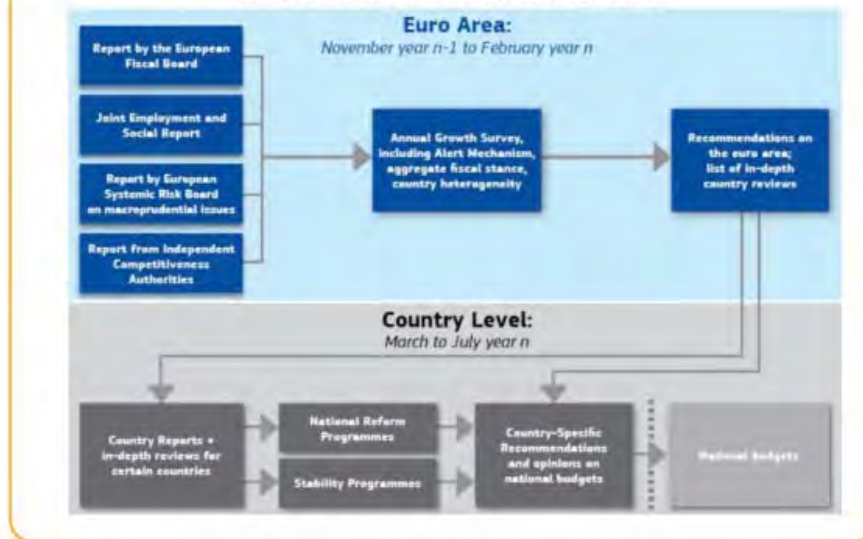 Euro Area:
November year n-1 to February year n
Report by the European
Fiscal Board
Joint Employment and
Social Report
Report by European
Systemic Risk Board
on macroprudential issues
Report from Independent
Competitiveness
Authorities
Annual Growth Survey,
including Alert Mechanism,
aggregate fiscal stance,
country heterogeneity
Recommendations on
the euro area;
list of in-depth
country reviews
Country Level:
March to July year n
Country Reports +
in-depth reviews for
certain countries
National Reform
Programmes
Stability Programmes
Country-Specific
Recommendations
and opinions on
national budgets
National budgets